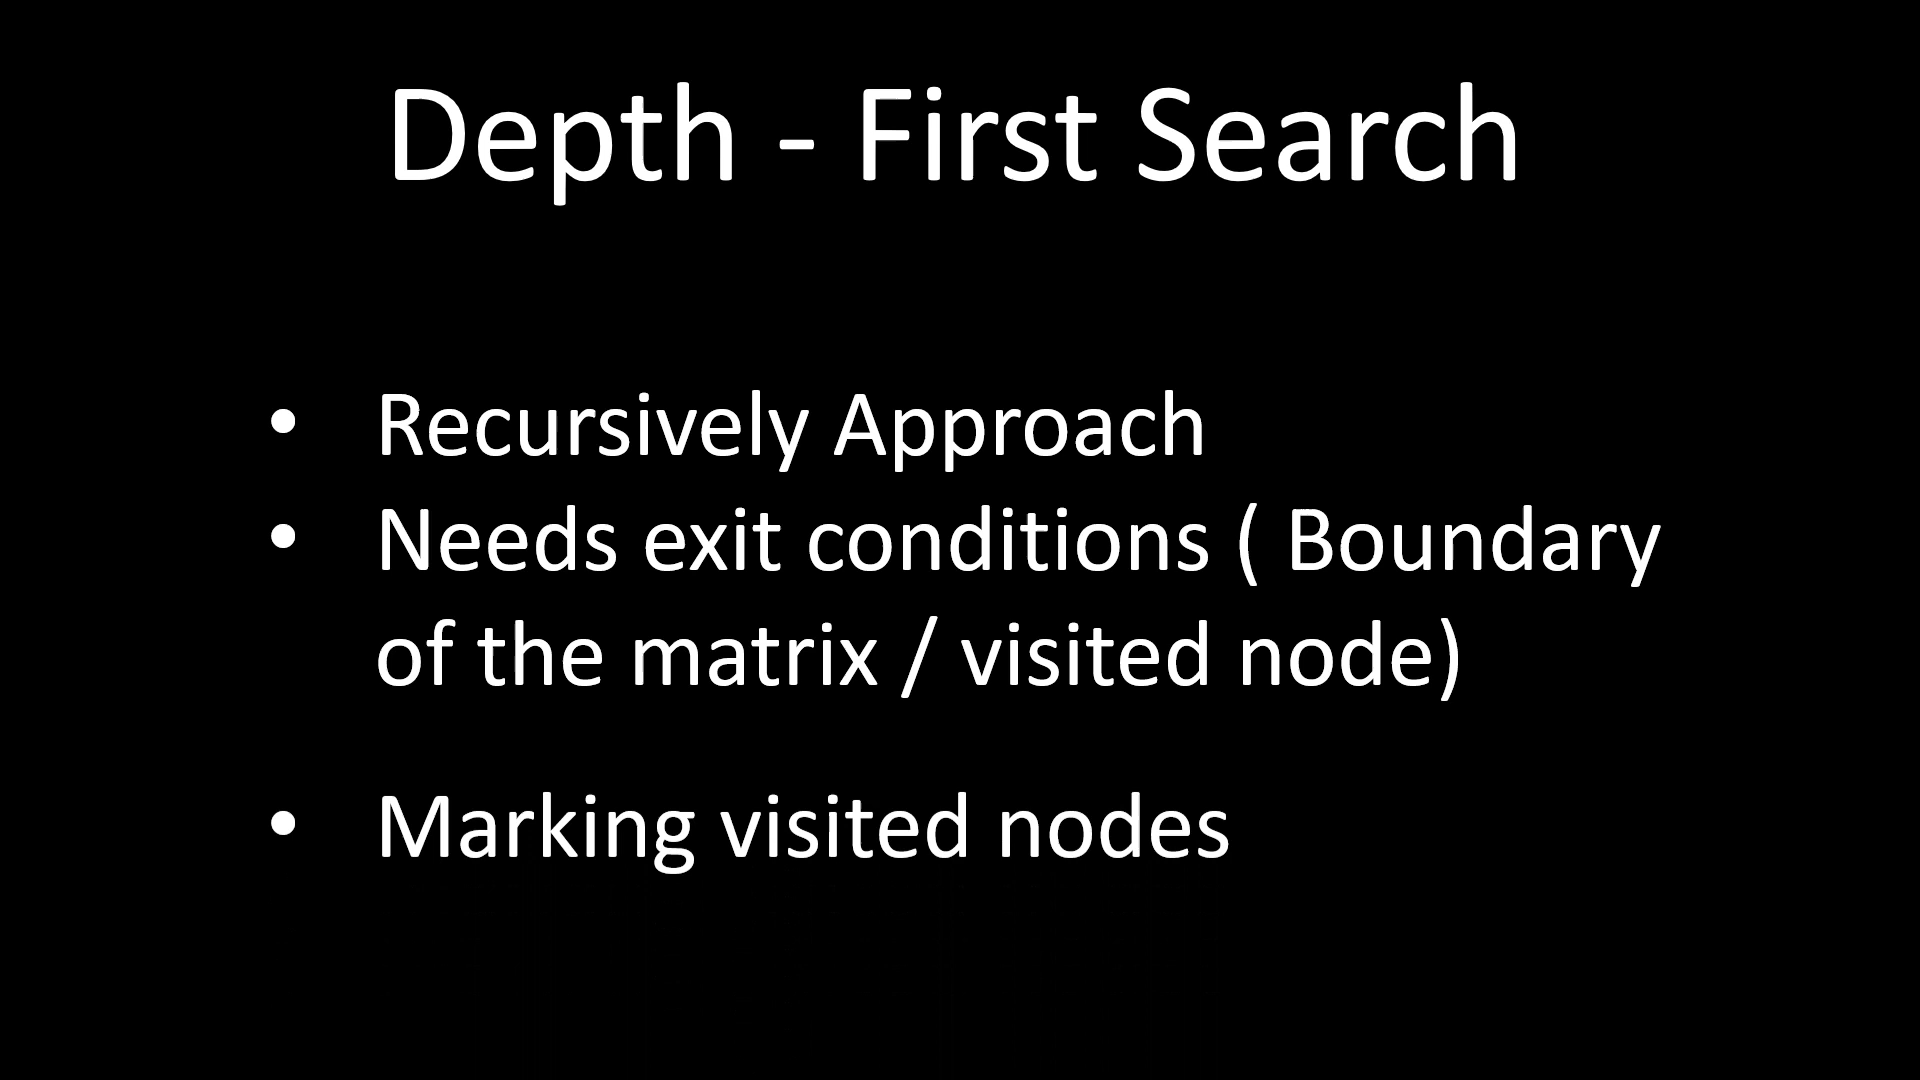 Depth - First Search
• Recursively Approach
• Needs exit conditions ( Boundary
of the matrix / visited node)
• Marking visited nodes